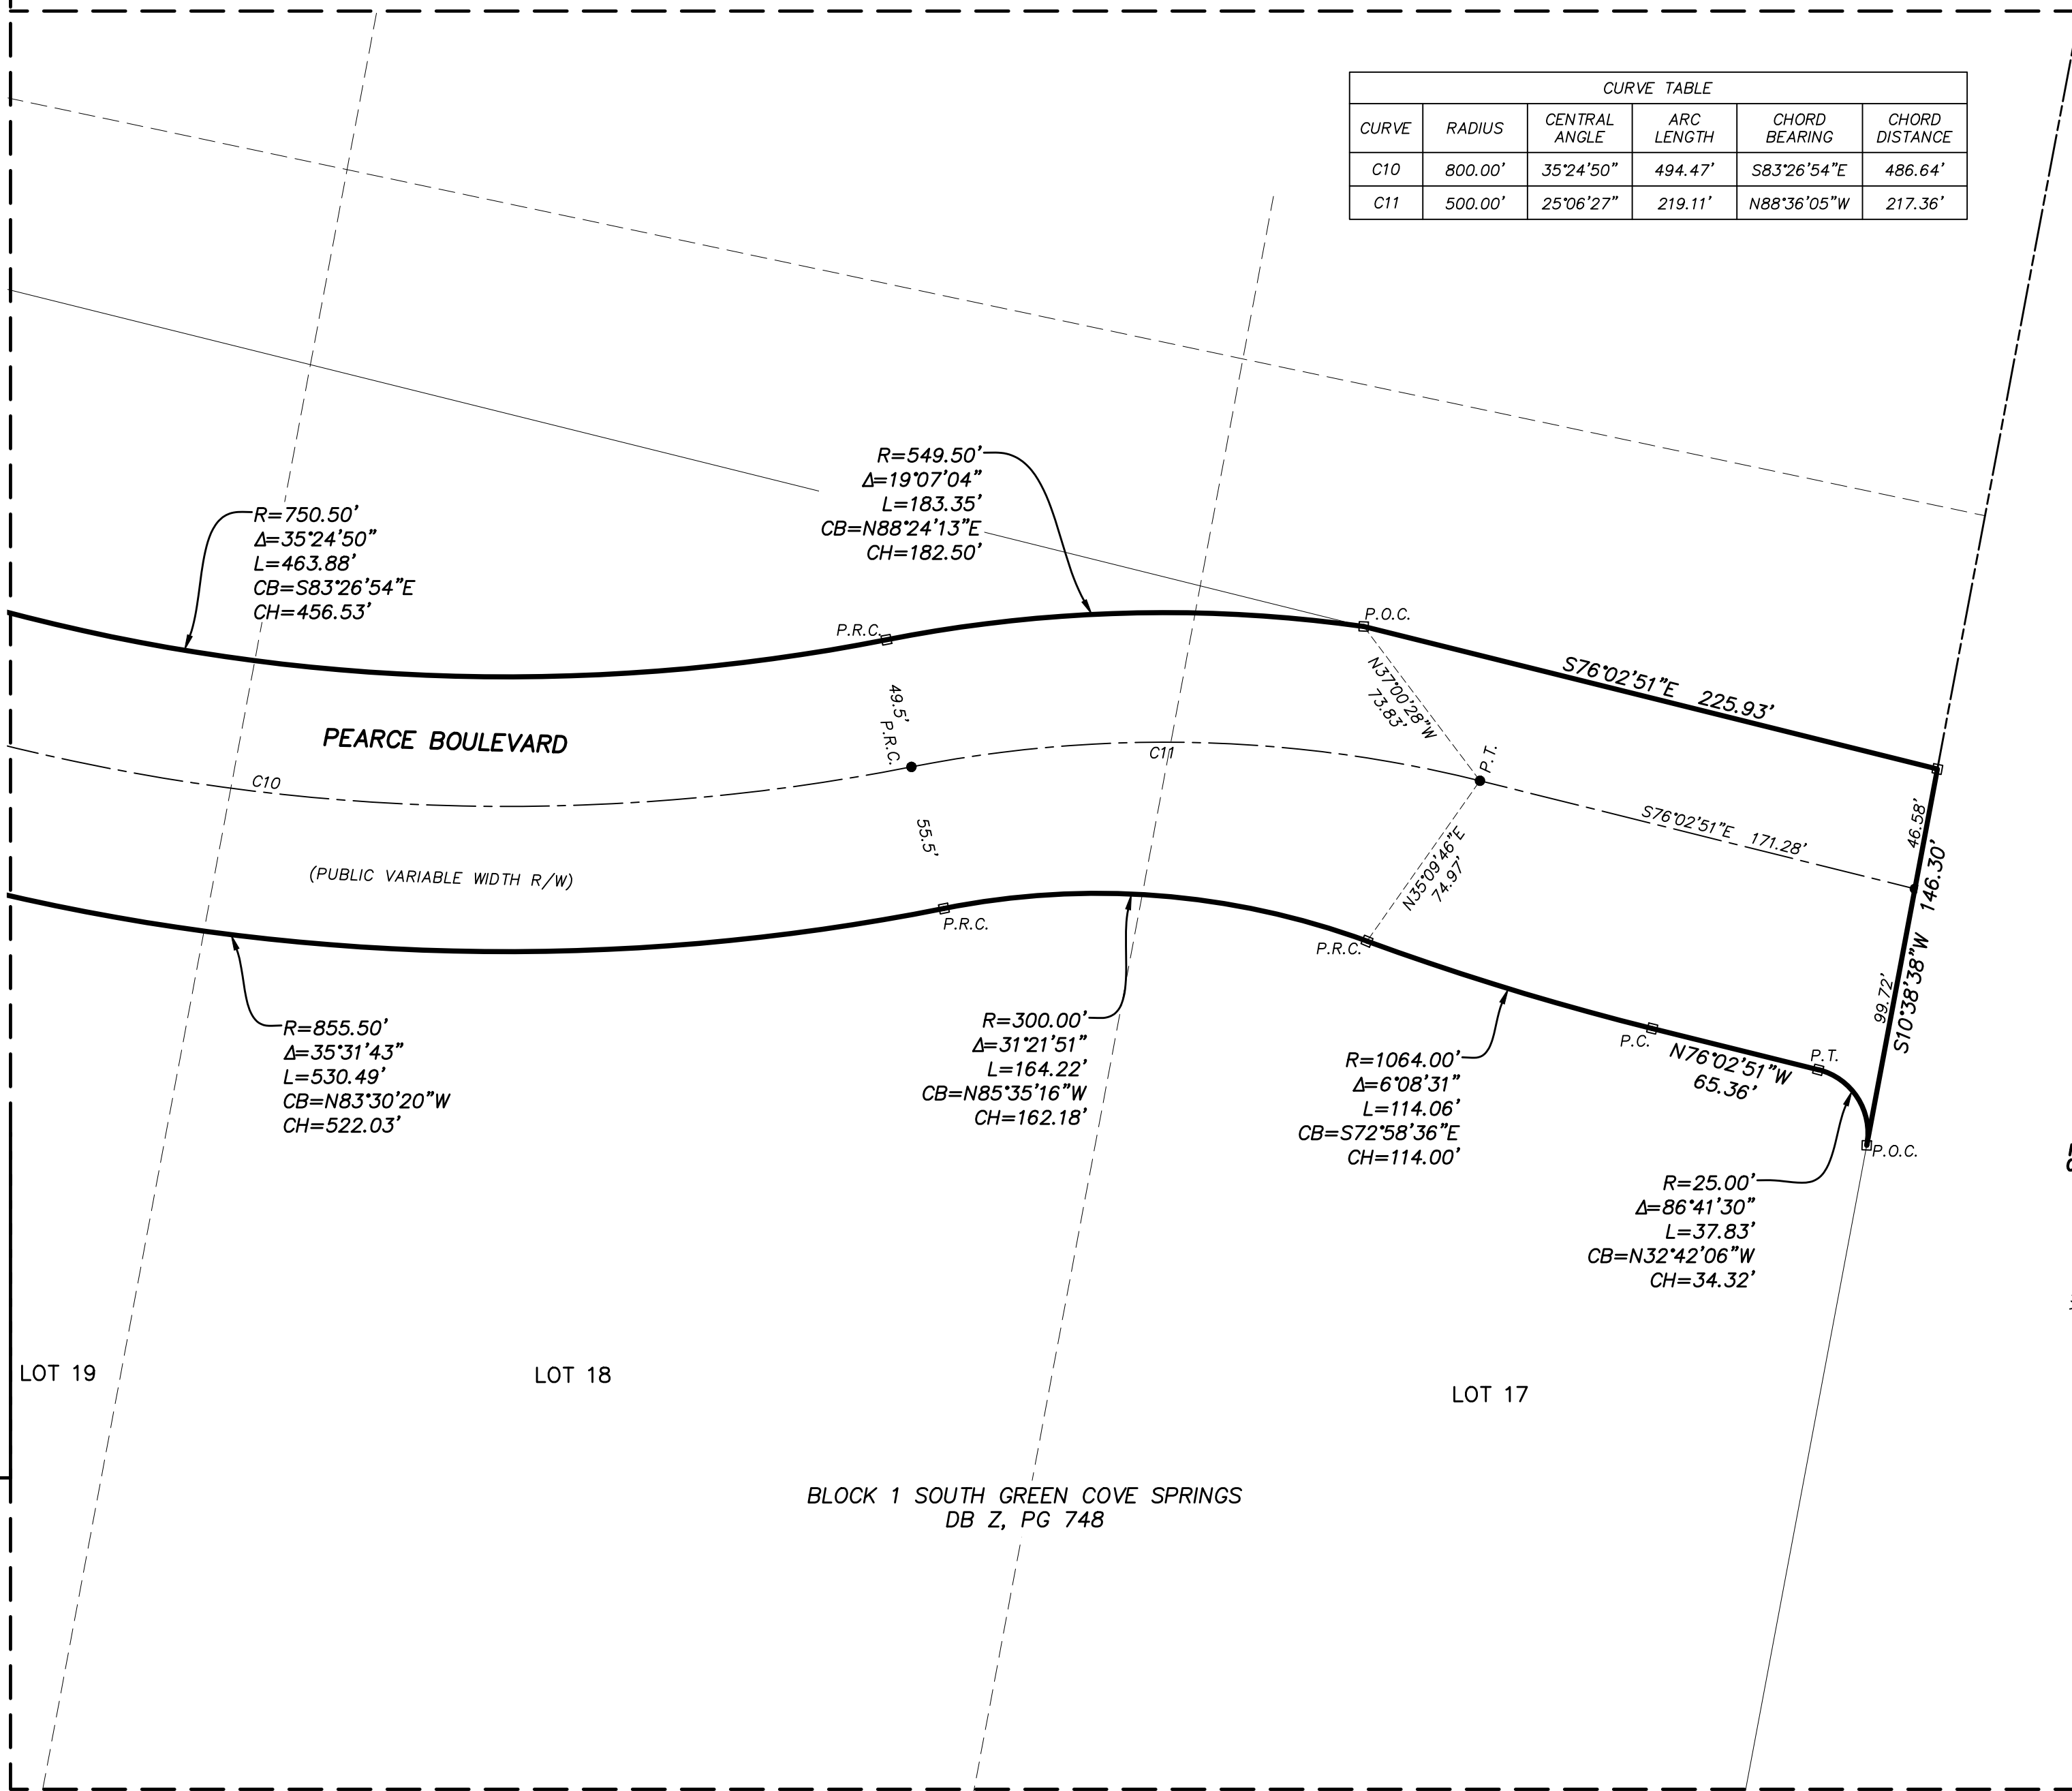 CURVE TABLE
CURVE RADIUS CENTRAL ANGLE ARC LENGTH CHORD BEARING CHORD DISTANCE
C10 800.00' 35°24'50" 494.47' S83°26'54"E 486.64'
C11 500.00' 25°06'27" 219.11' N88°36'05"W 217.36'
R=549.50'
Δ=19°07'04"
L=183.35'
CB=N88°24'13"E
CH=182.50'
R=750.50'
Δ=35°24'50"
L=463.88'
CB=S83°26'54"E
CH=456.53'
P.R.C.
P.O.C.
S76°02'51"E 225.93'
N37°00'28"W
73.83'
49.5'
P.R.C.
PEARCE BOULEVARD
C10
C11
P.T.
S76°02'51"E 171.28'
46.58'
S10°38'38"W 146.30'
99.72'
55.5'
N35°09'46"E
74.97'
(PUBLIC VARIABLE WIDTH R/W)
P.R.C.
P.R.C.
P.C.
N76°02'51"W
65.36'
P.T.
P.O.C.
R=855.50'
Δ=35°31'43"
L=530.49'
CB=N83°30'20"W
CH=522.03'
R=300.00'
Δ=31°21'51"
L=164.22'
CB=N85°35'16"W
CH=162.18'
R=1064.00'
Δ=6°08'31"
L=114.06'
CB=S72°58'36"E
CH=114.00'
R=25.00'
Δ=86°41'30"
L=37.83'
CB=N32°42'06"W
CH=34.32'
LOT 19
LOT 18
LOT 17
BLOCK 1 SOUTH GREEN COVE SPRINGS
DB Z, PG 748